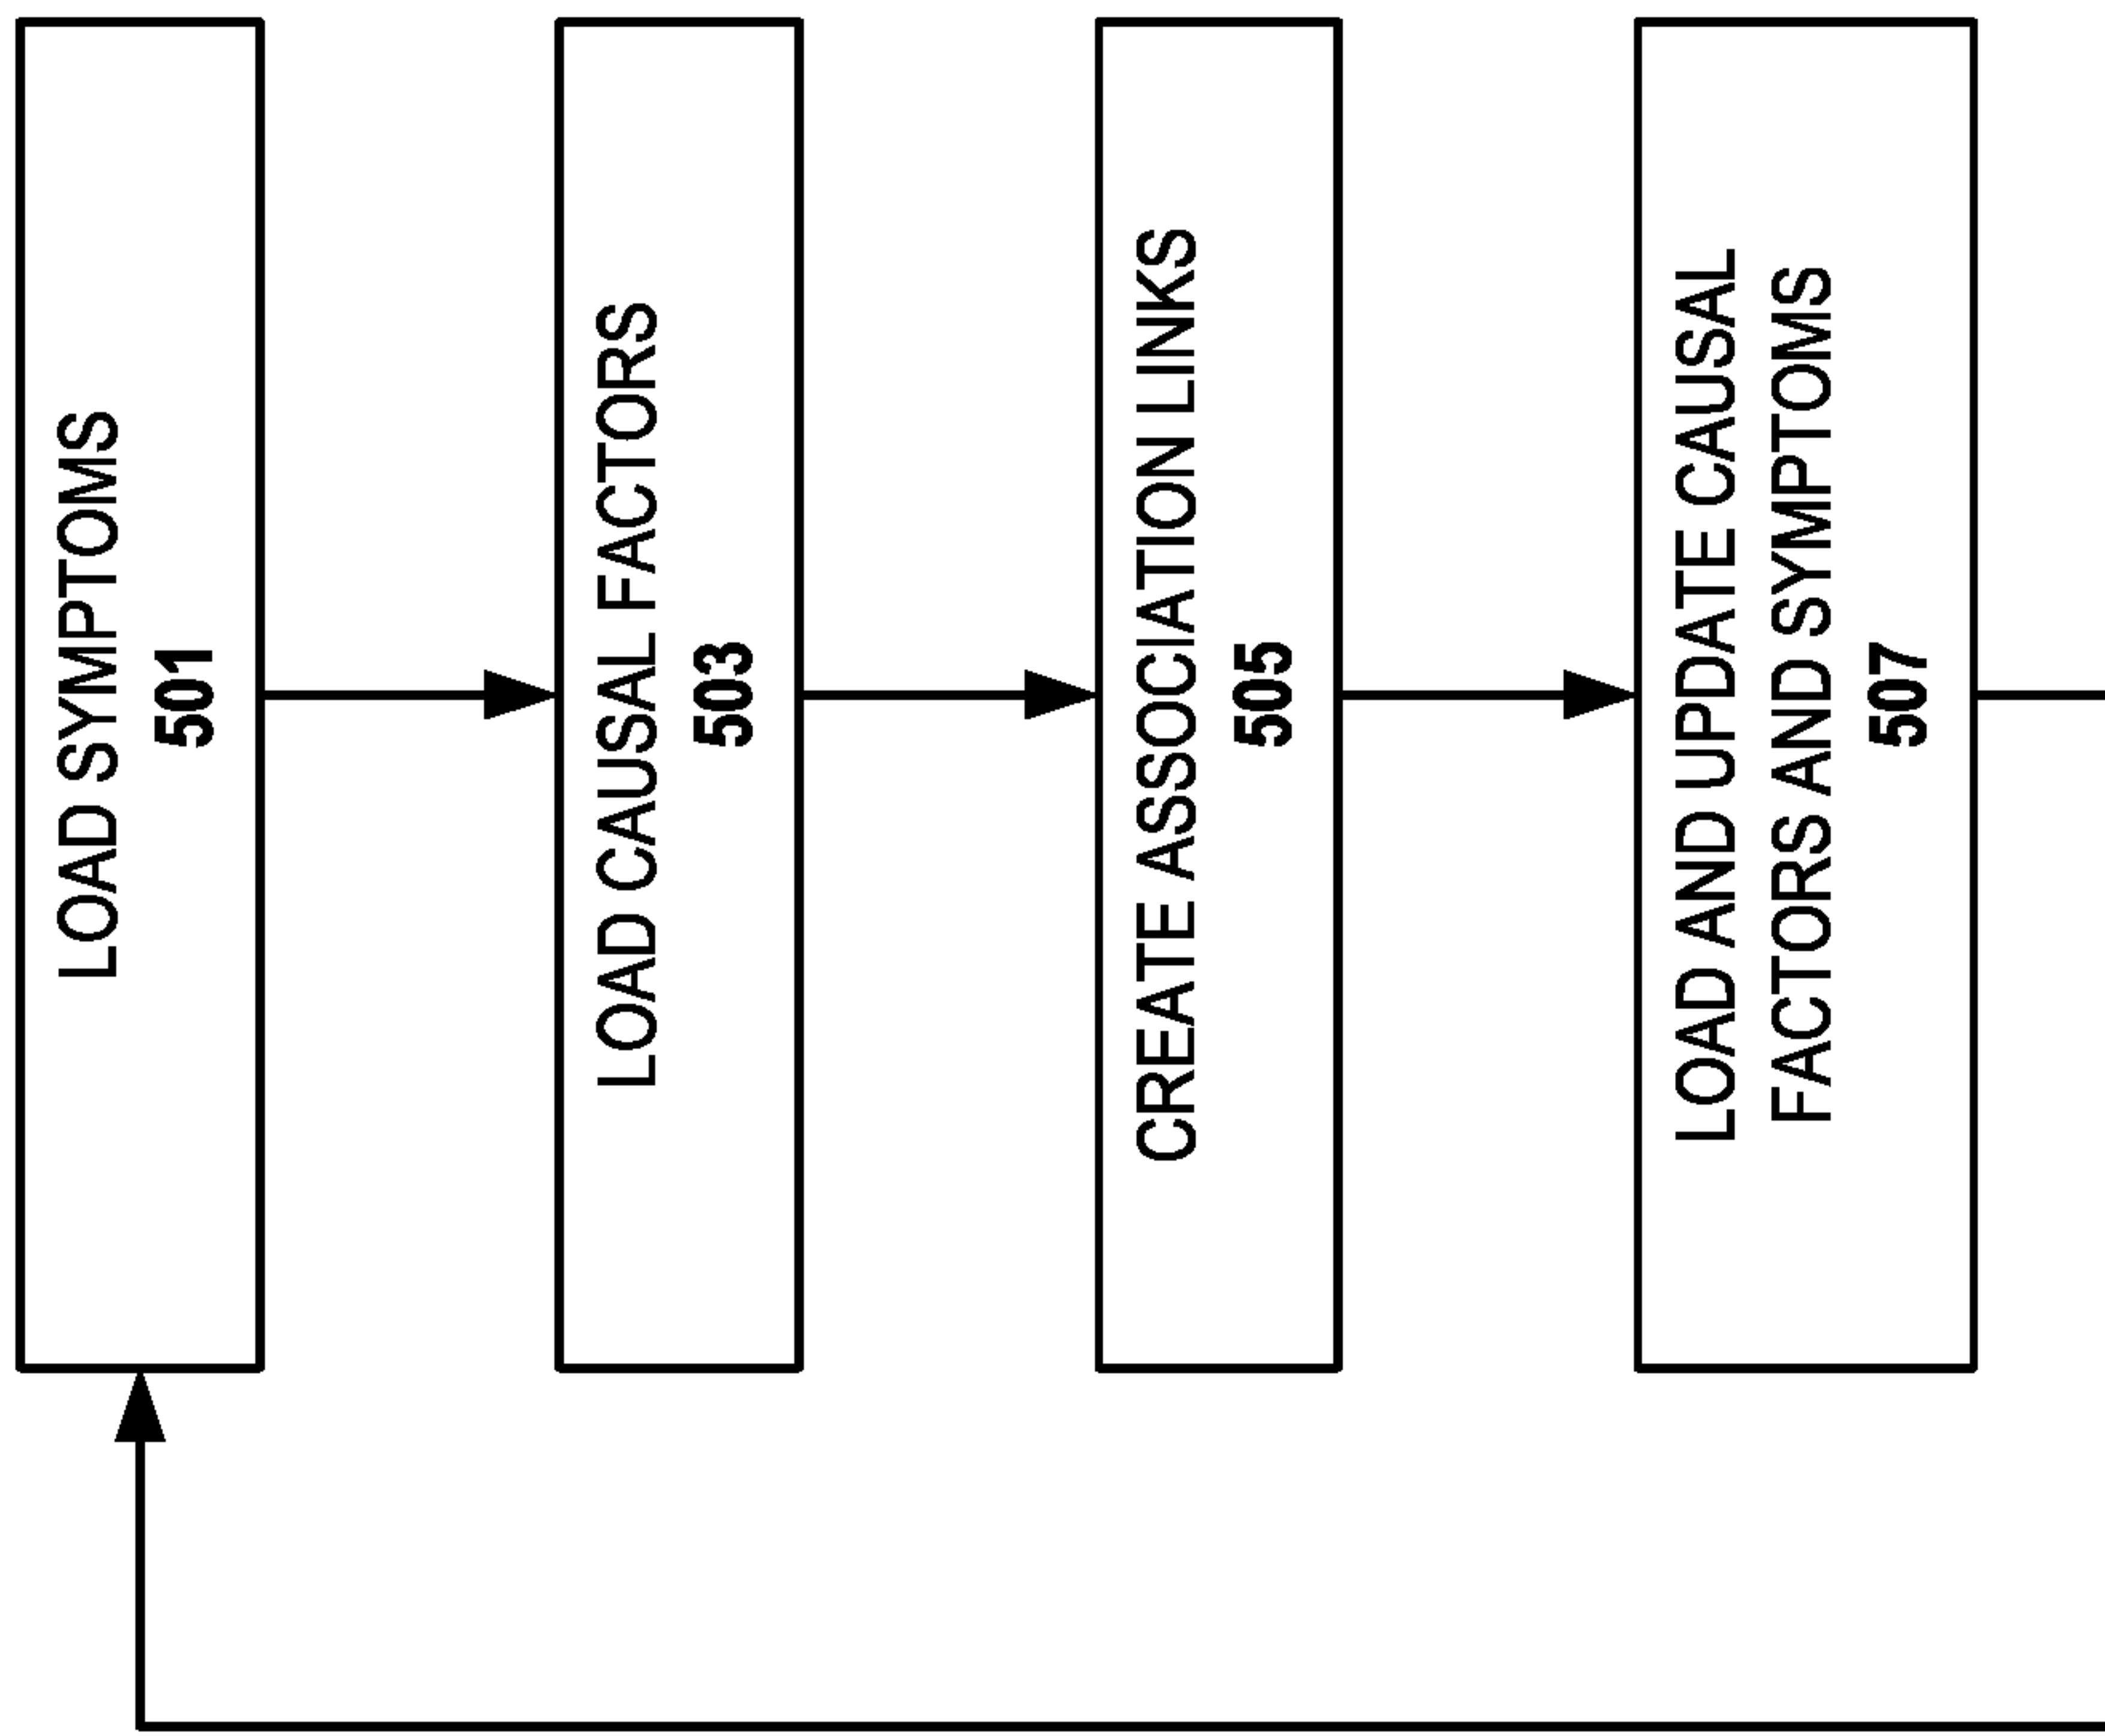 LOAD SYMPTOMS
501
LOAD CAUSAL FACTORS
503
CREATE ASSOCIATION LINKS
505
LOAD AND UPDATE CAUSAL
FACTORS AND SYMPTOMS
507